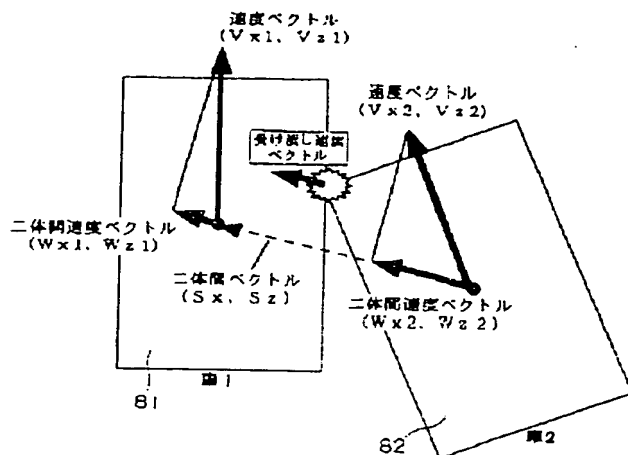 速度ベクトル
(Vx1、Vz1)
速度ベクトル
(Vx2、Vz2)
受け渡し速度
ベクトル
二体間速度ベクトル
(Wx1、Wz1)
二体間ベクトル
(Sx、Sz)
二体間速度ベクトル
(Wx2、Wz2)
車1
81
車2
82